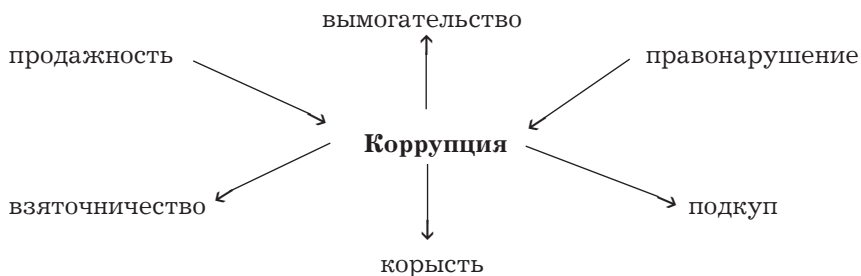 вымогательство
продажность
правонарушение
Коррупция
взяточничество
подкуп
корысть